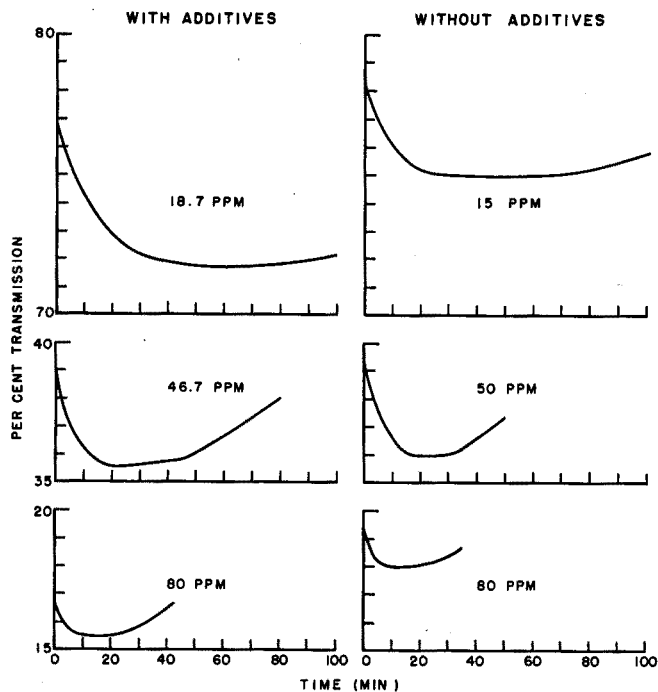 WITH ADDITIVES
WITHOUT ADDITIVES
80
18.7 PPM
15 PPM
70
PER CENT TRANSMISSION
40
46.7 PPM
50 PPM
35
20
80 PPM
80 PPM
15
0 20 40 60 80 100
0 20 40 60 80 100
TIME (MIN)